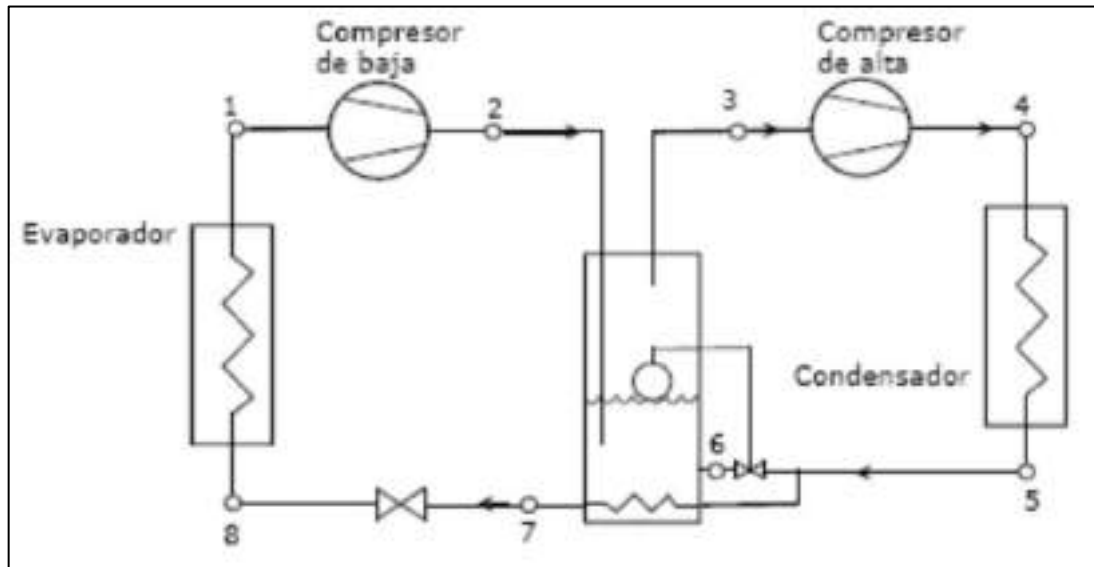 Compresor
de baja
Compresor
de alta
1
2
3
4
Evaporador
Condensador
6
5
8
7